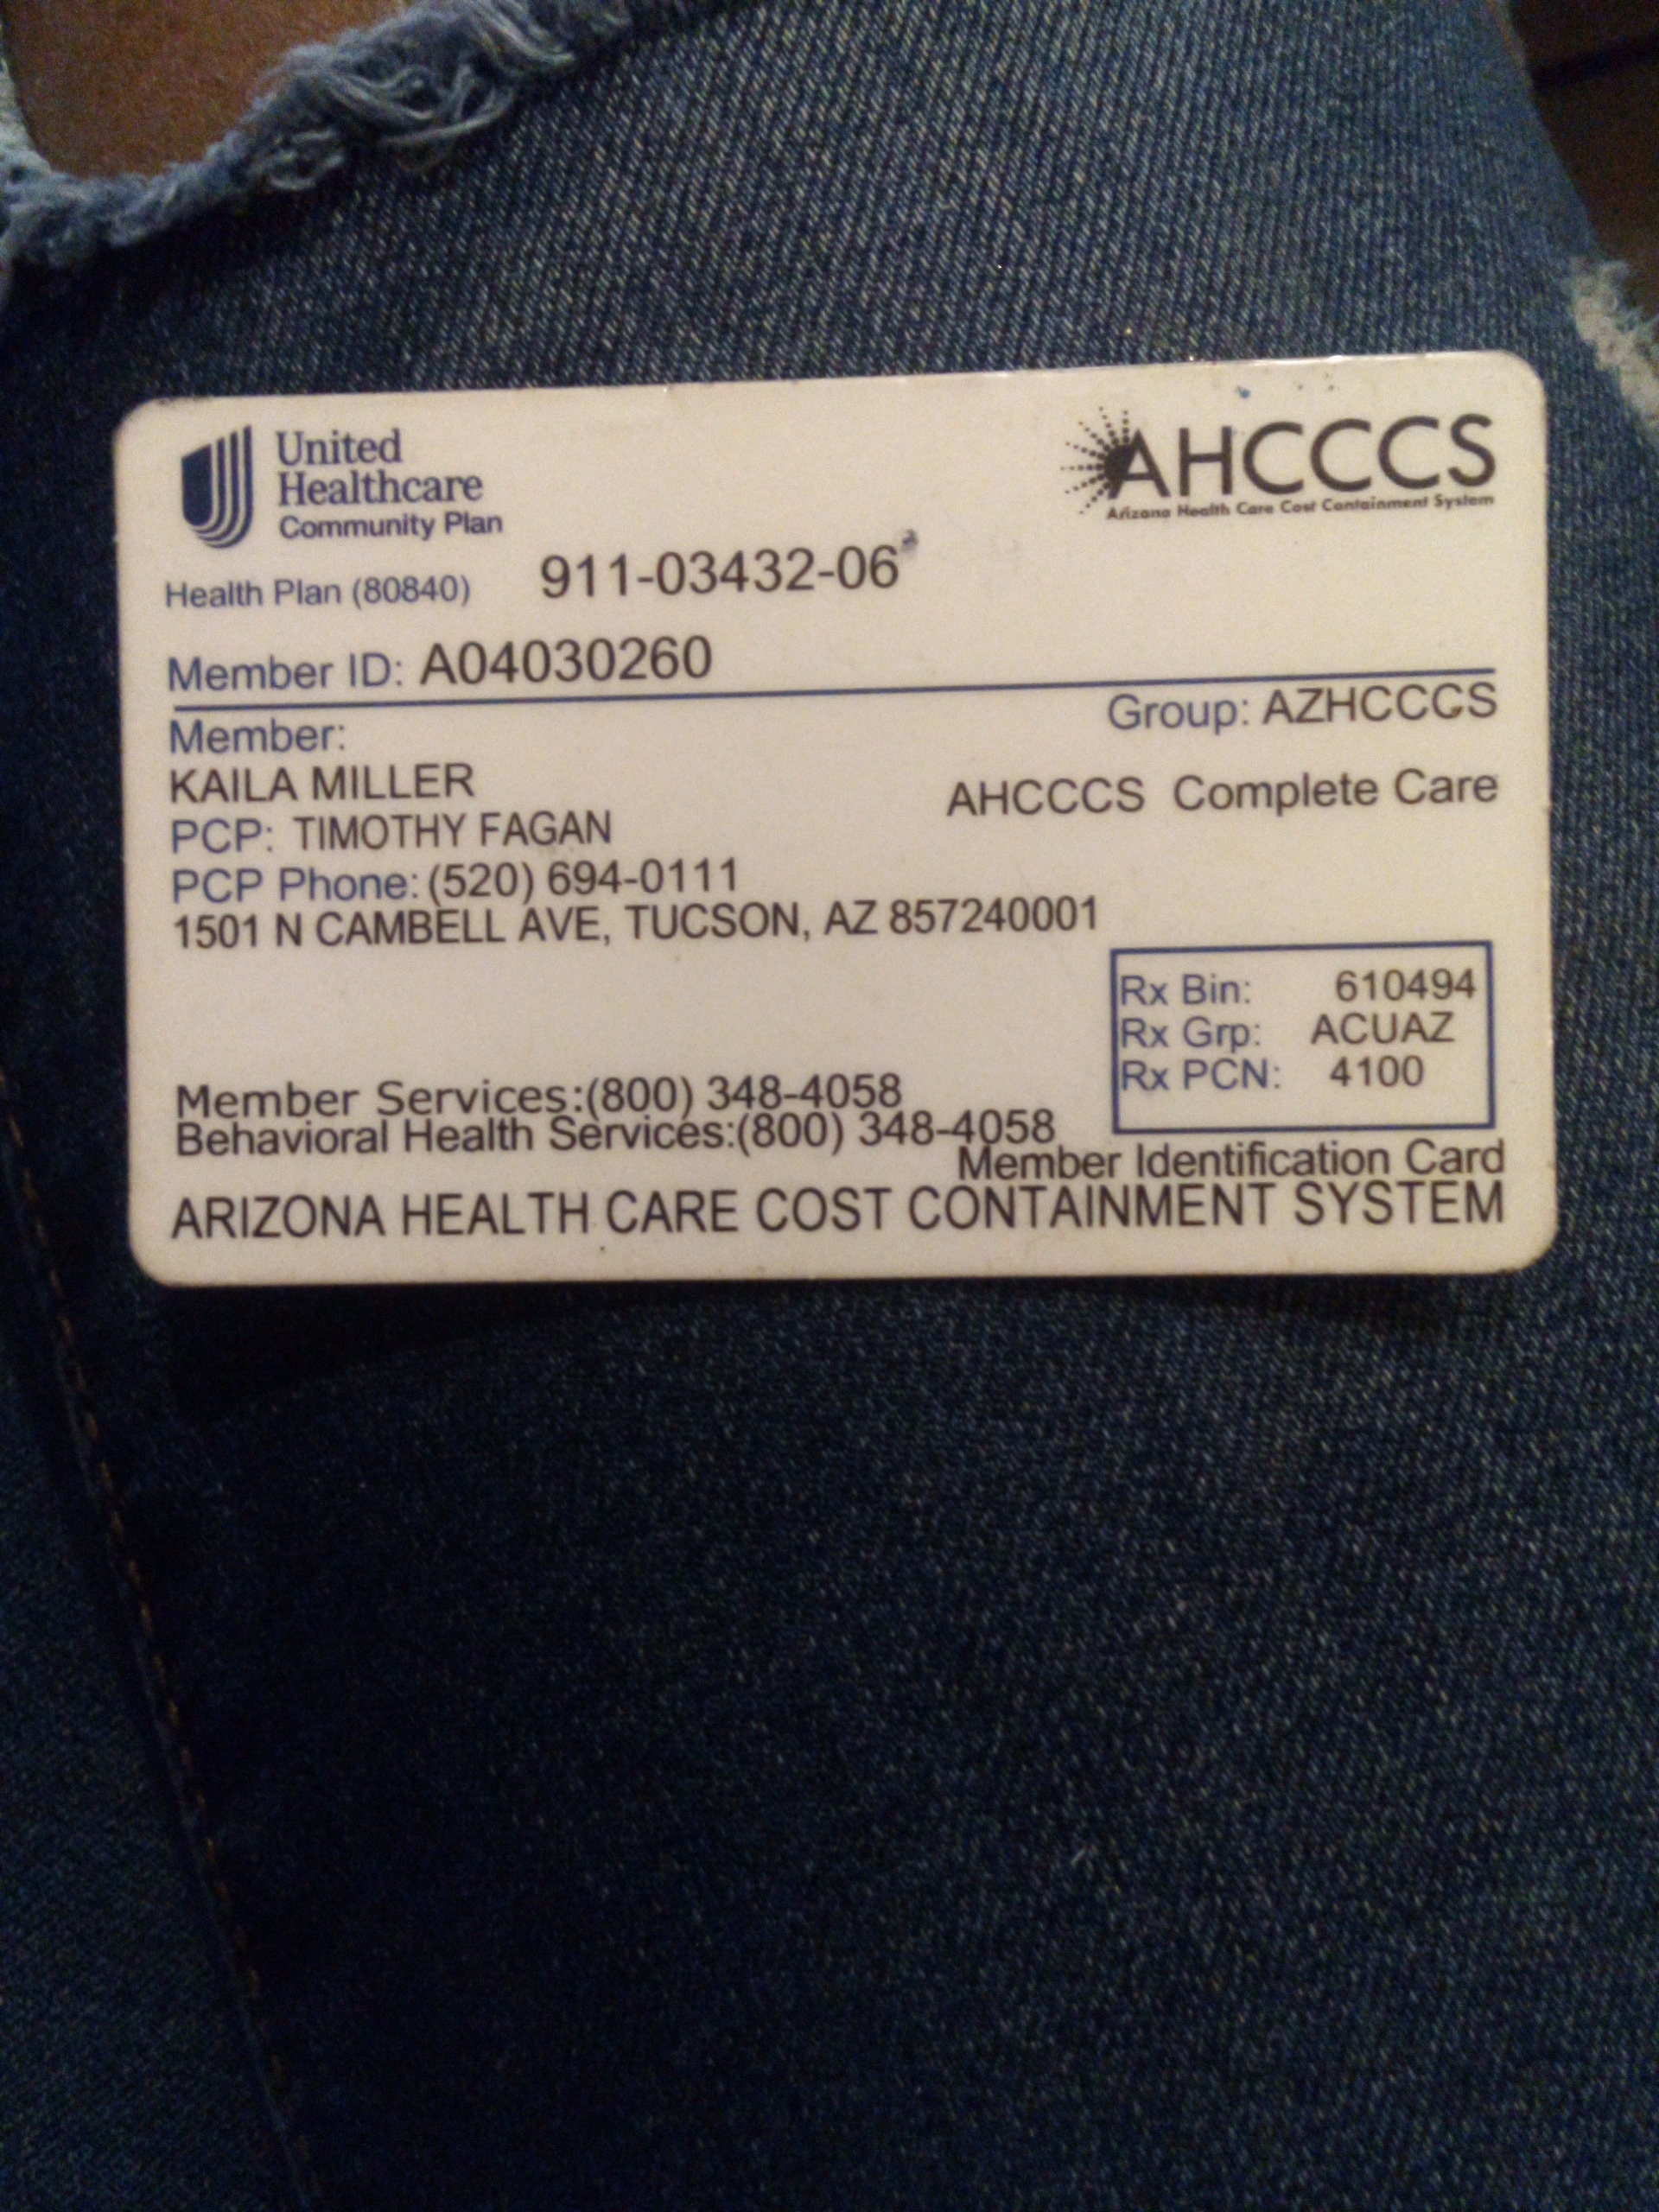 United
Healthcare
Community Plan
AHCCCS
Arizona Health Care Cost Containment System
Health Plan (80840) 911-03432-06
Member ID: A04030260
Group: AZHCCCS
Member:
KAILA MILLER
AHCCCS Complete Care
PCP: TIMOTHY FAGAN
PCP Phone: (520) 694-0111
1501 N CAMBELL AVE, TUCSON, AZ 857240001
Rx Bin: 610494
Rx Grp: ACUAZ
Rx PCN: 4100
Member Services:(800) 348-4058
Behavioral Health Services:(800) 348-4058
Member Identification Card
ARIZONA HEALTH CARE COST CONTAINMENT SYSTEM